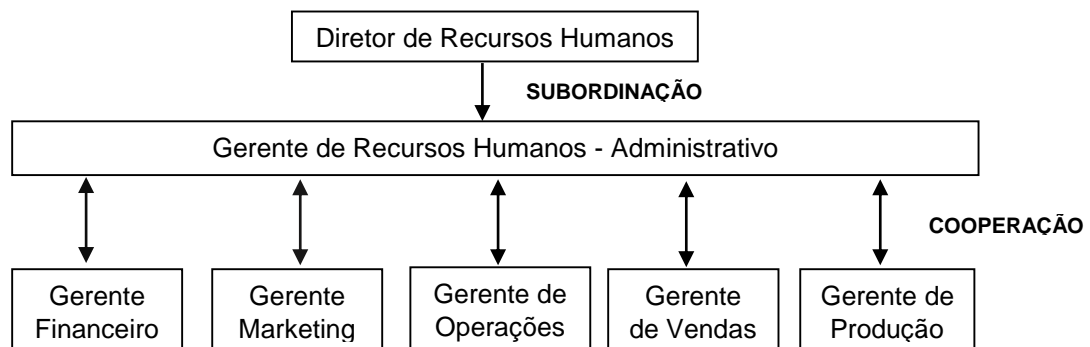 Diretor de Recursos Humanos
SUBORDINAÇÃO
Gerente de Recursos Humanos - Administrativo
COOPERAÇÃO
Gerente
Financeiro
Gerente
Marketing
Gerente de
Operações
Gerente
de Vendas
Gerente de
Produção